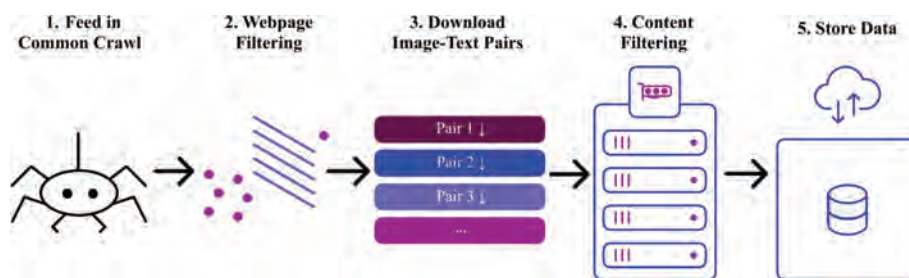 1. Feed in
Common Crawl
2. Webpage
Filtering
3. Download
Image-Text Pairs
4. Content
Filtering
5. Store Data
Pair 1 ↓
Pair 2 ↓
Pair 3 ↓
...